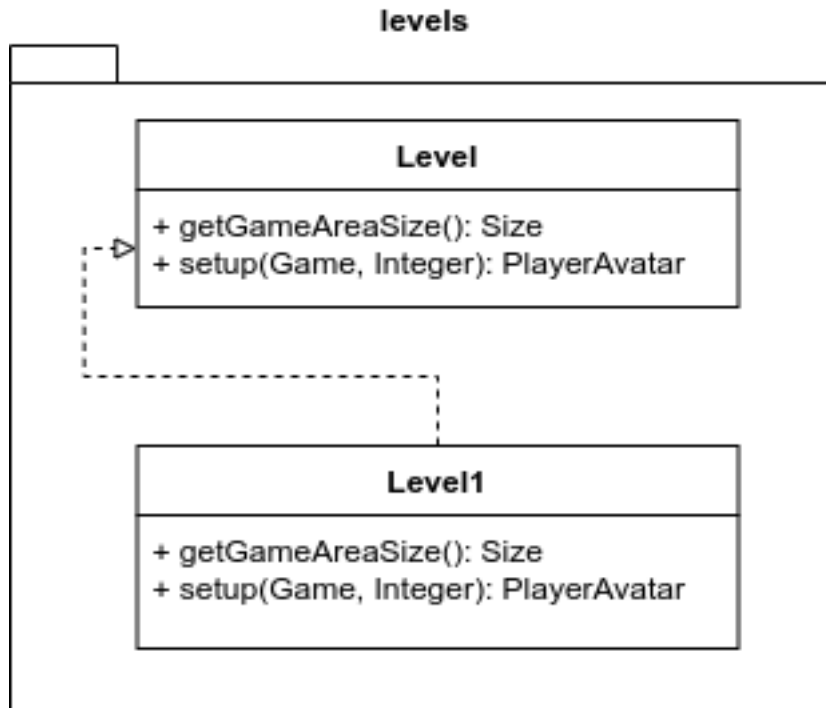 levels
Level
+ getGameAreaSize(): Size
+ setup(Game, Integer): PlayerAvatar
Level1
+ getGameAreaSize(): Size
+ setup(Game, Integer): PlayerAvatar